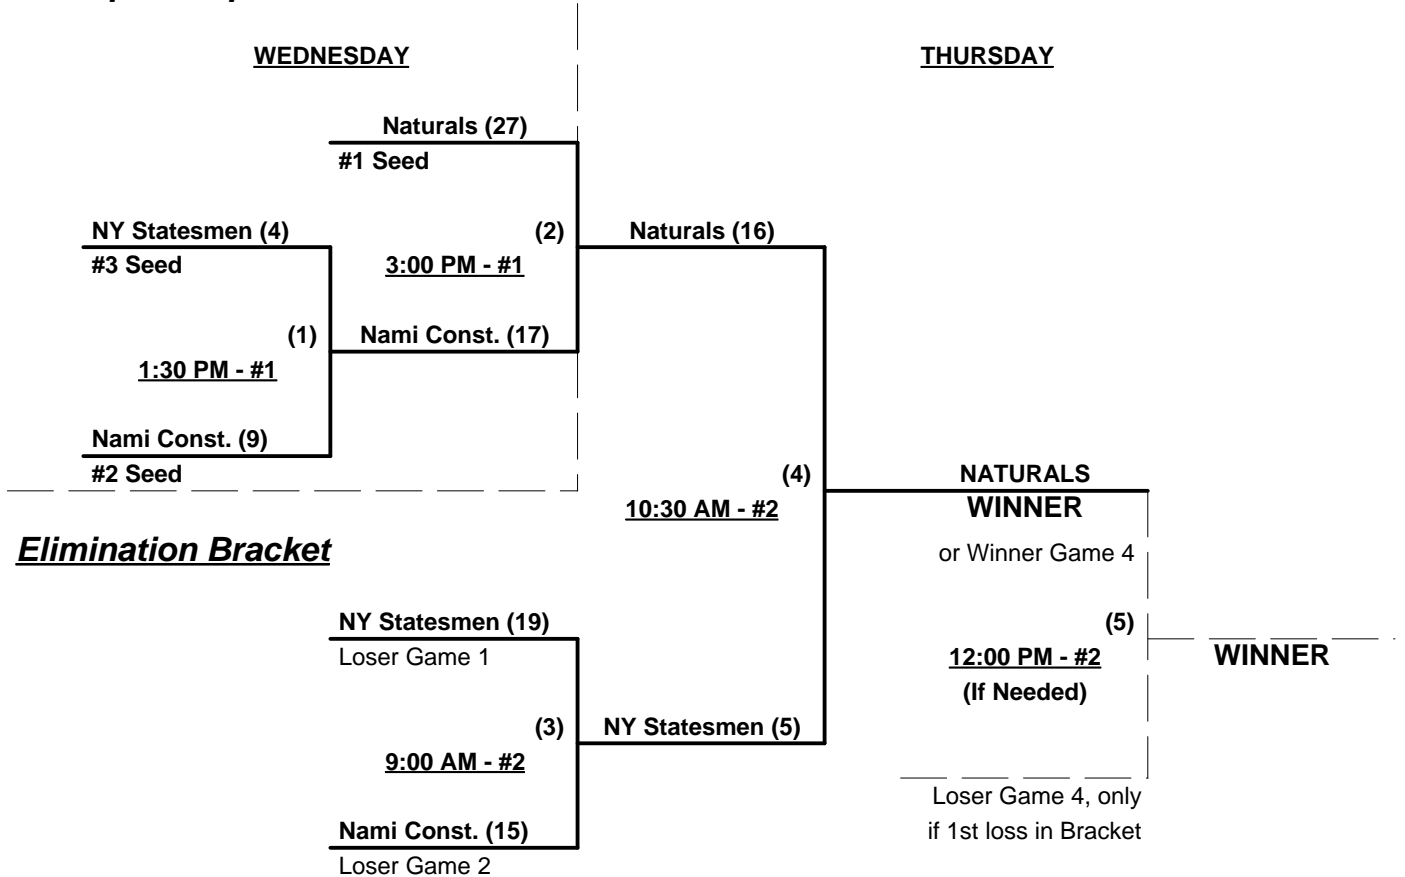 WEDNESDAY
THURSDAY
Naturals (27)
#1 Seed
NY Statesmen (4)
#3 Seed
(2)
3:00 PM - #1
Naturals (16)
(1)
1:30 PM - #1
Nami Const. (17)
Nami Const. (9)
#2 Seed
(4)
10:30 AM - #2
NATURALS
WINNER
or Winner Game 4
Elimination Bracket
NY Statesmen (19)
Loser Game 1
(5)
12:00 PM - #2
(If Needed)
WINNER
(3)
9:00 AM - #2
NY Statesmen (5)
Loser Game 4, only
if 1st loss in Bracket
Nami Const. (15)
Loser Game 2